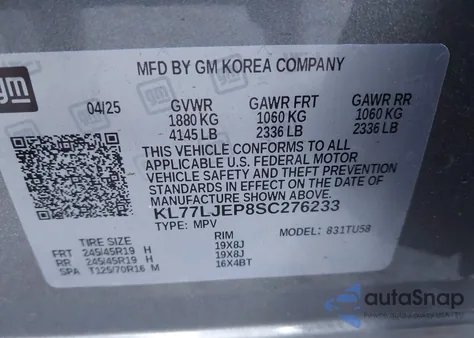 gm
MFD BY GM KOREA COMPANY
04/25 GVWR GAWR FRT GAWR RR
1880 KG 1060 KG 1060 KG
4145 LB 2336 LB 2336 LB
THIS VEHICLE CONFORMS TO ALL
APPLICABLE U.S. FEDERAL MOTOR
VEHICLE SAFETY AND THEFT PREVENTION
STANDARDS IN EFFECT ON THE DATE OF
MANUFACTURE SHOWN ABOVE.
KL77LJEP8SC276233
TYPE: MPV MODEL: 831TU58
TIRE SIZE RIM
FRT 245/45R19 H 19X8J
RR 245/45R19 H 19X8J
SPA T125/70R16 M 16X4BT
autoSnap